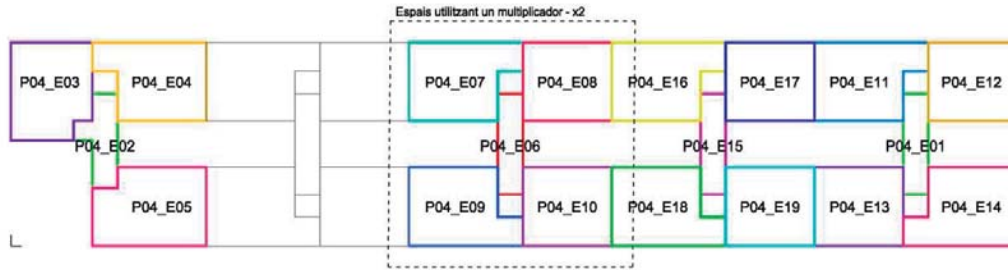 Espais utilitzant un multiplicador - x2
P04_E03
P04_E04
P04_E07
P04_E08
P04_E16
P04_E17
P04_E11
P04_E12
P04_E02
P04_E06
P04_E15
P04_E01
P04_E05
P04_E09
P04_E10
P04_E18
P04_E19
P04_E13
P04_E14